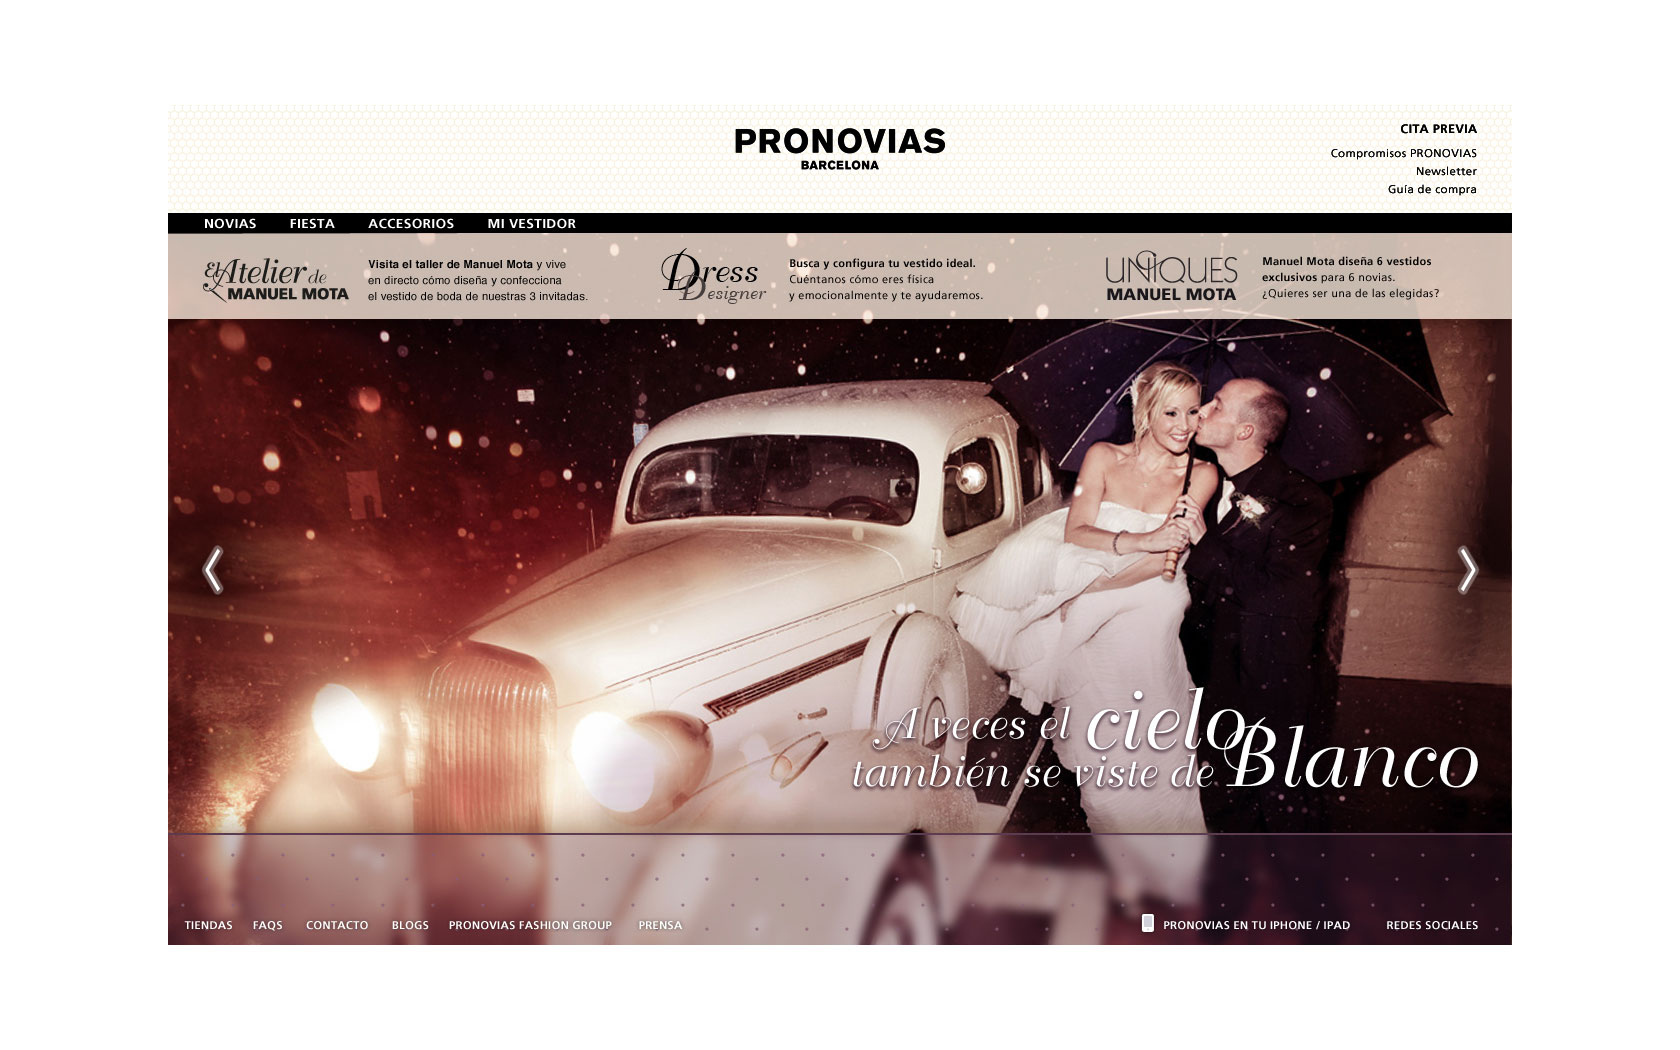 PRONOVIAS
BARCELONA
CITA PREVIA
Compromisos PRONOVIAS
Newsletter
Guía de compra
NOVIAS FIESTA ACCESORIOS MI VESTIDOR
El Atelier de
MANUEL MOTA
Visita el taller de Manuel Mota y vive
en directo cómo diseña y confecciona
el vestido de boda de nuestras 3 invitadas.
Dress
Designer
Busca y configura tu vestido ideal.
Cuéntanos cómo eres física
y emocionalmente y te ayudaremos.
UNIQUES
MANUEL MOTA
Manuel Mota diseña 6 vestidos
exclusivos para 6 novias.
¿Quieres ser una de las elegidas?
A veces el cielo
también se viste de Blanco
TIENDAS FAQS CONTACTO BLOGS PRONOVIAS FASHION GROUP PRENSA
PRONOVIAS EN TU IPHONE / IPAD REDES SOCIALES